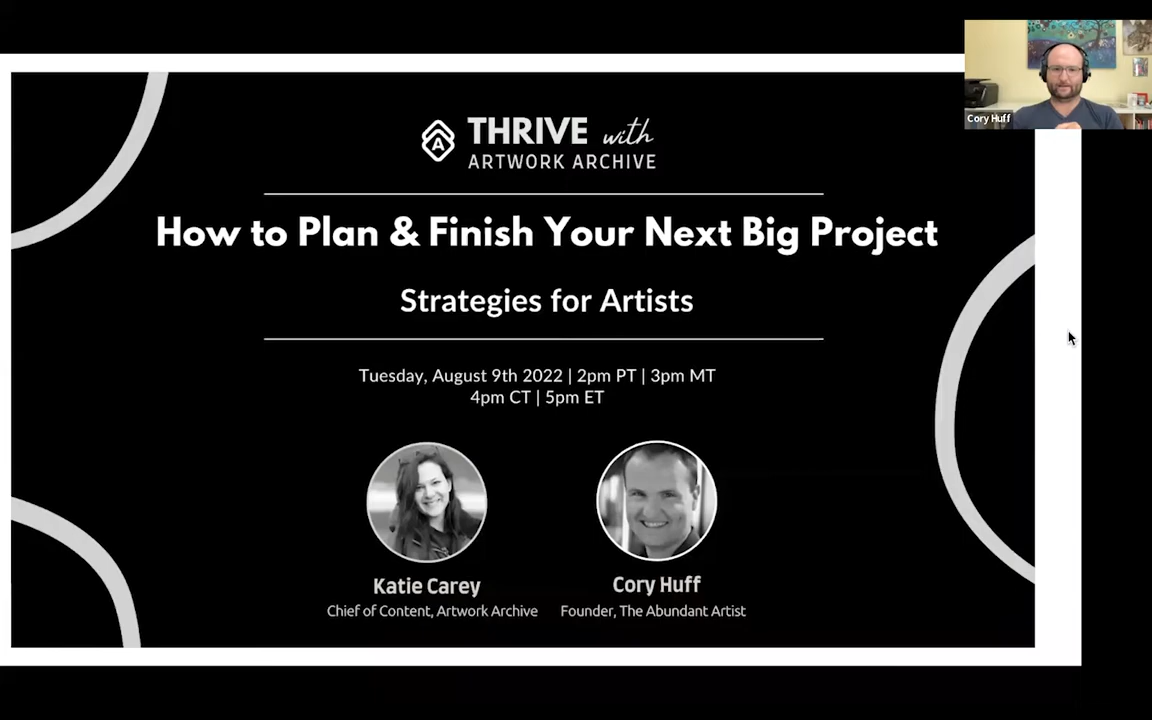 Cory Huff
A
THRIVE with
ARTWORK ARCHIVE
How to Plan & Finish Your Next Big Project
Strategies for Artists
Tuesday, August 9th 2022 | 2pm PT | 3pm MT
4pm CT | 5pm ET
Katie Carey
Chief of Content, Artwork Archive
Cory Huff
Founder, The Abundant Artist